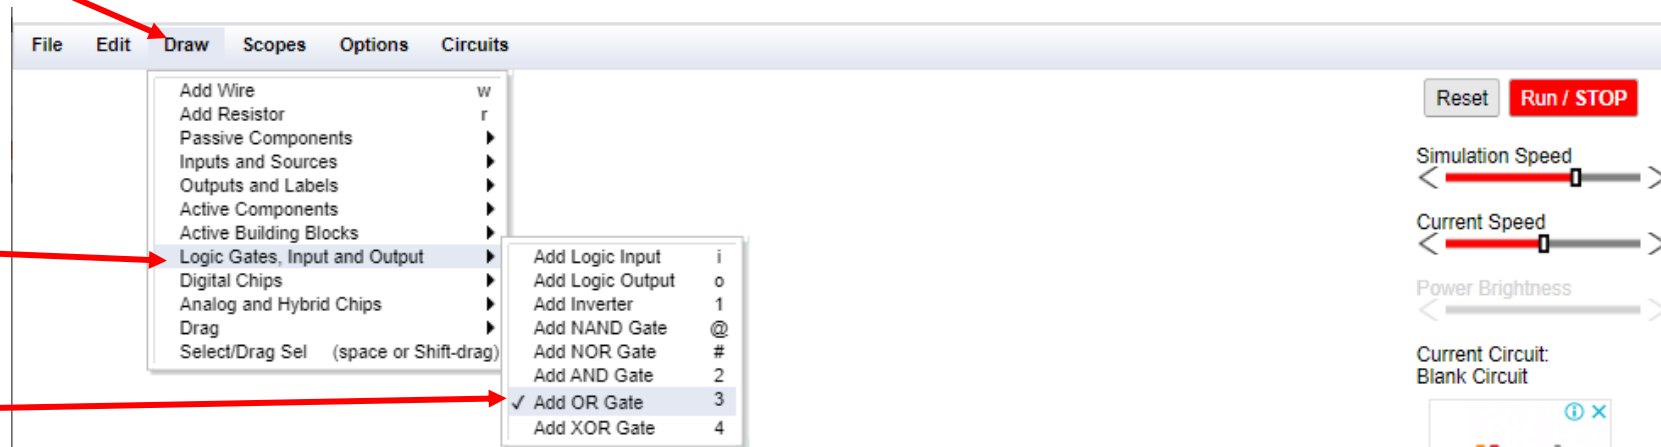 File Edit Draw Scopes Options Circuits
Add Wire w
Add Resistor r
Passive Components
Inputs and Sources
Outputs and Labels
Active Components
Active Building Blocks
Logic Gates, Input and Output
Digital Chips
Analog and Hybrid Chips
Drag
Select/Drag Sel (space or Shift-drag)
Add Logic Input i
Add Logic Output o
Add Inverter 1
Add NAND Gate @
Add NOR Gate #
Add AND Gate 2
✓ Add OR Gate 3
Add XOR Gate 4
Reset Run / STOP
Simulation Speed
Current Speed
Power Brightness
Current Circuit:
Blank Circuit